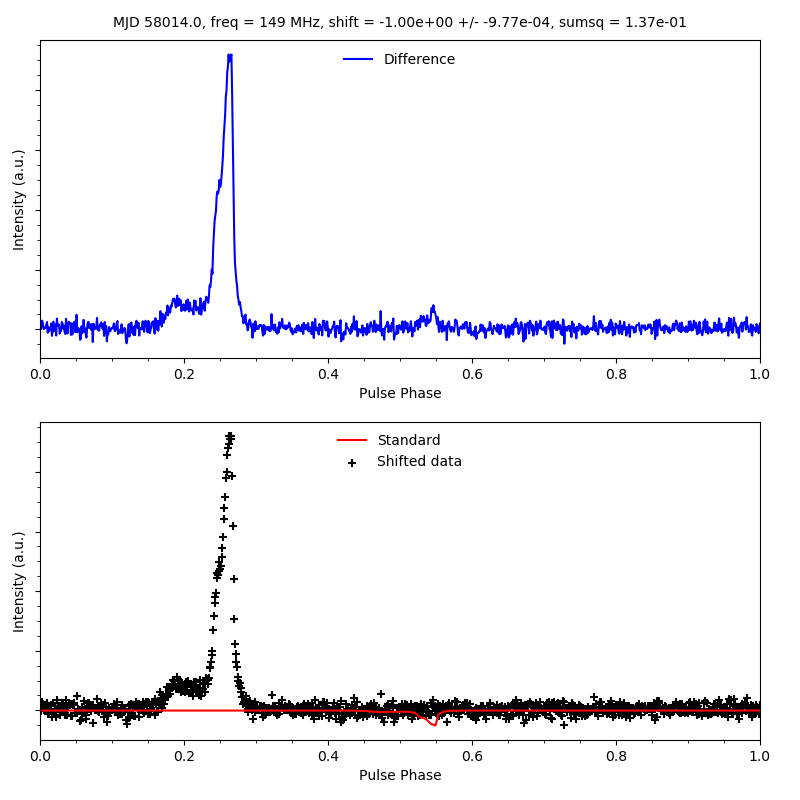 MJD 58014.0, freq = 149 MHz, shift = -1.00e+00 +/- -9.77e-04, sumsq = 1.37e-01
Difference
Intensity (a.u.)
0.0 0.2 0.4 0.6 0.8 1.0
Pulse Phase
Standard
Shifted data
Intensity (a.u.)
0.0 0.2 0.4 0.6 0.8 1.0
Pulse Phase